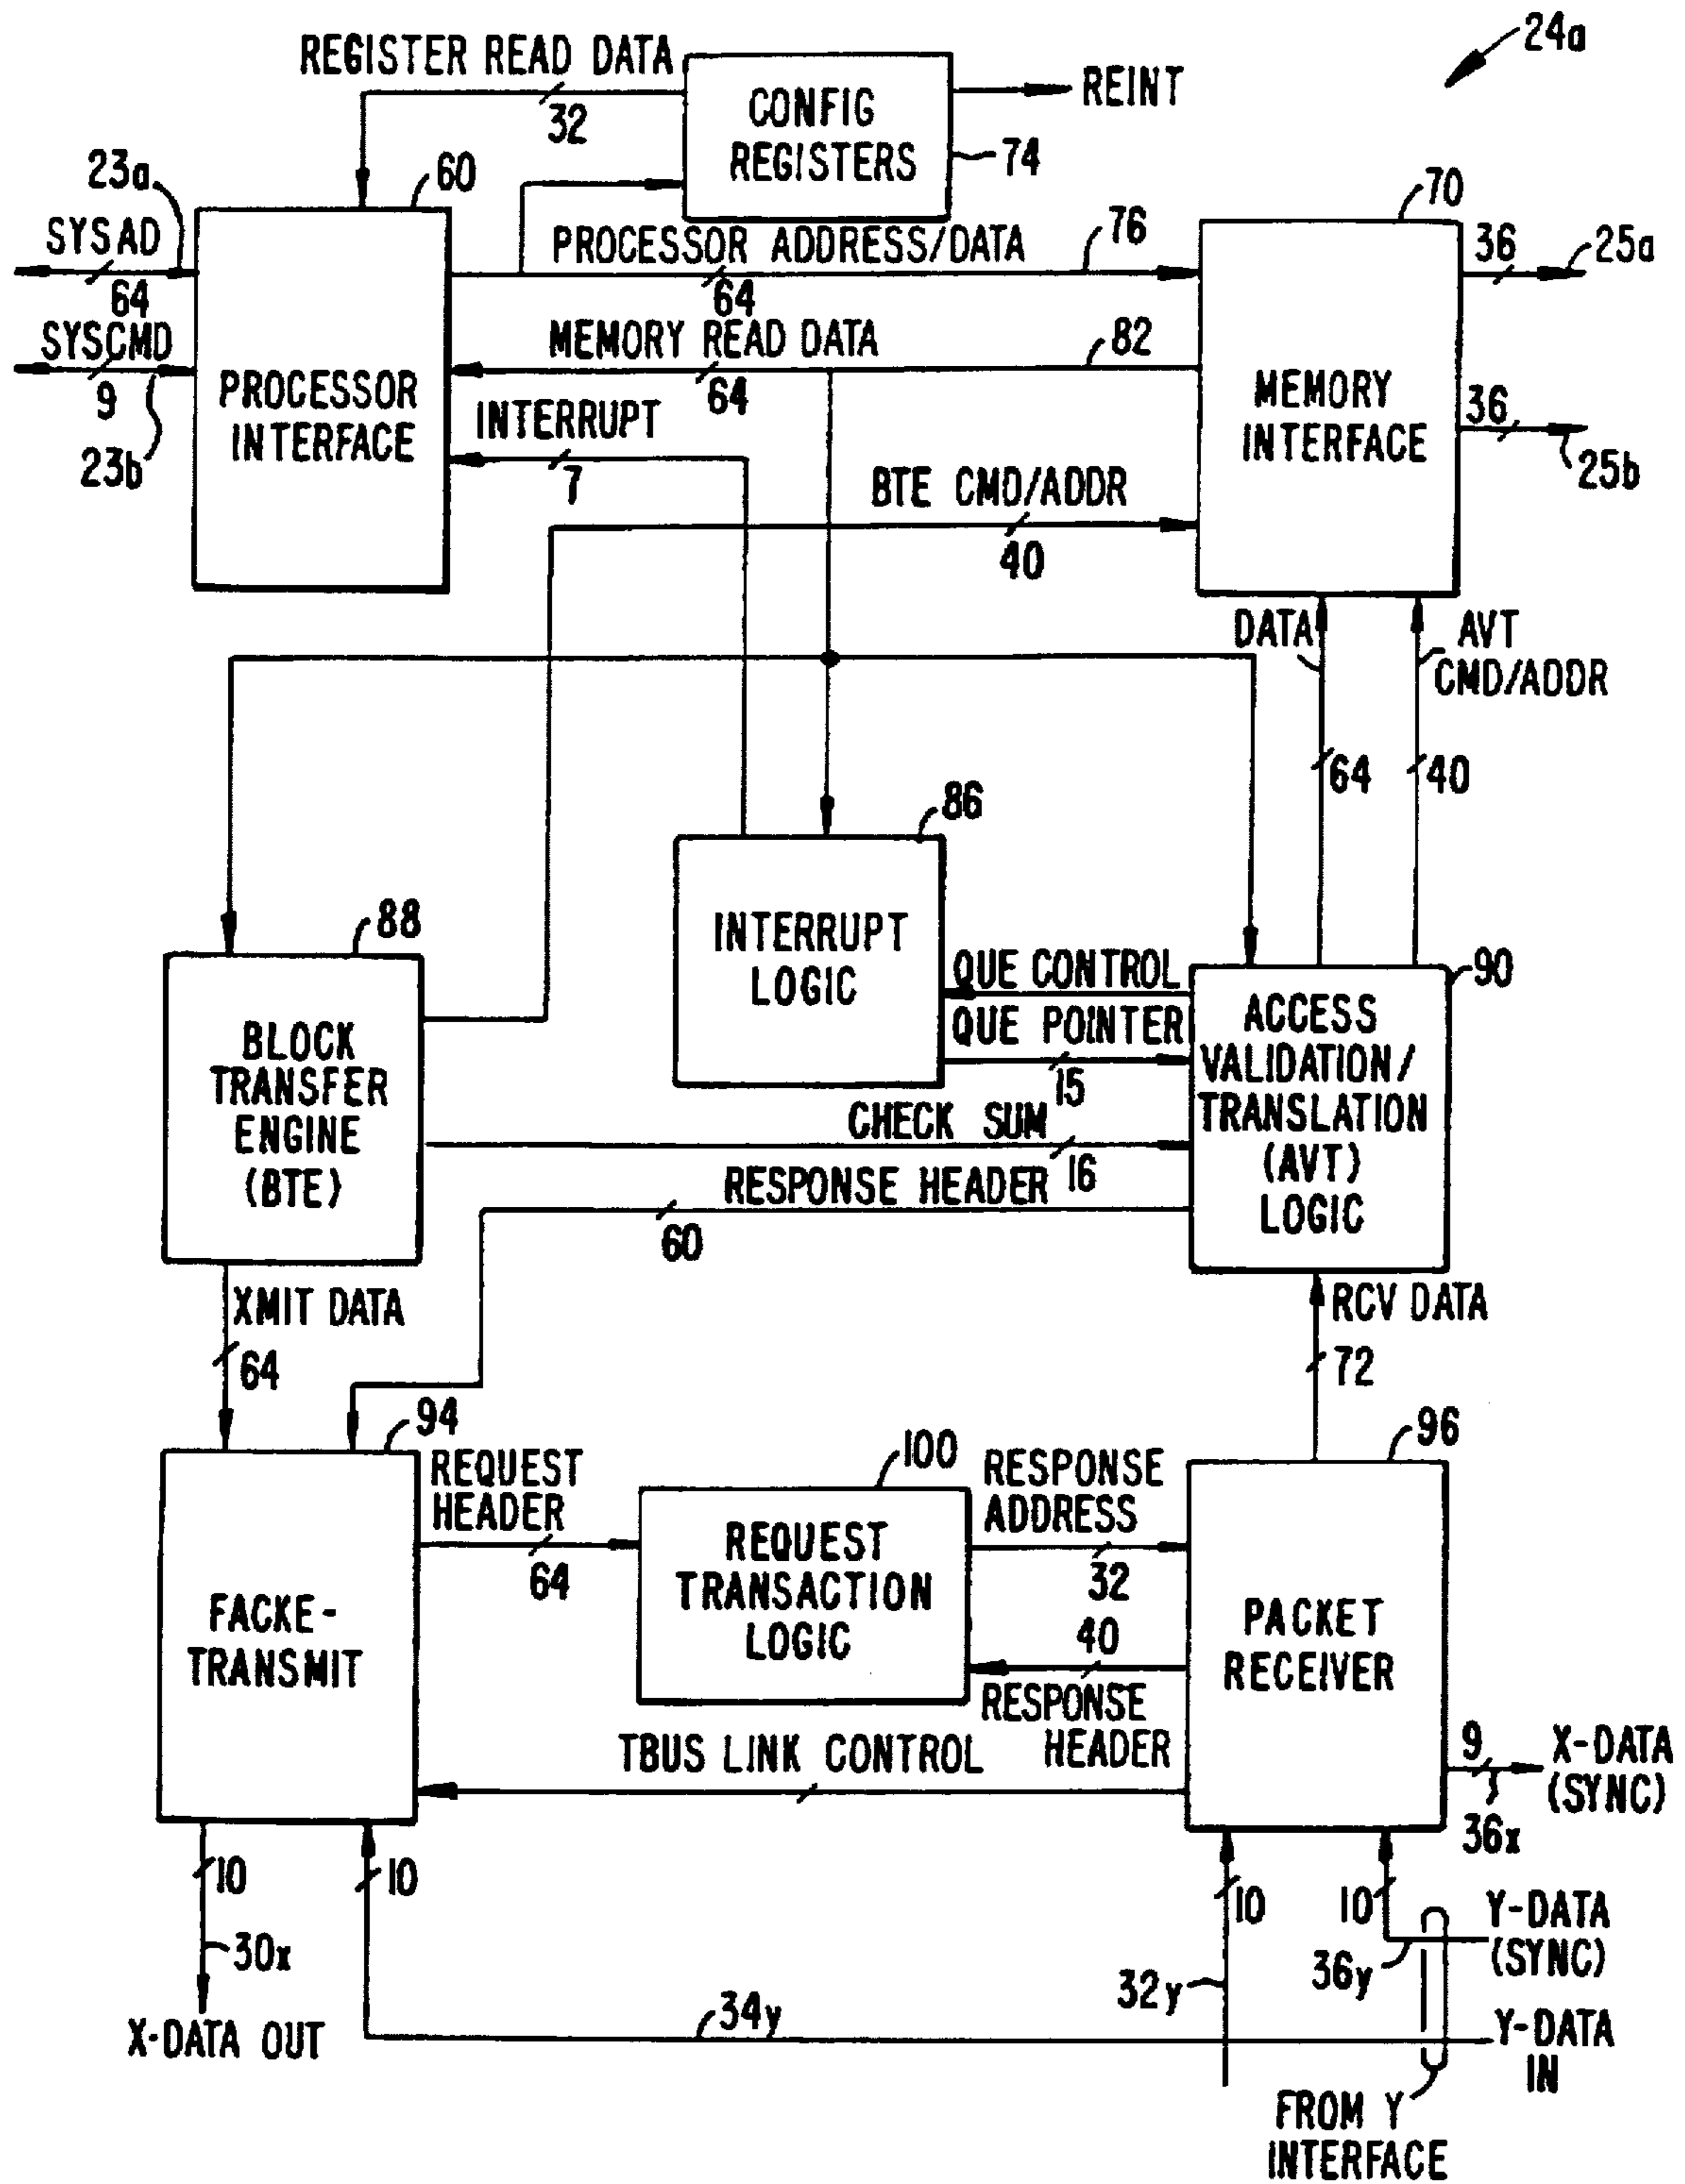 24a
REGISTER READ DATA
32
CONFIG
REGISTERS
REINT
74
23a
60
70
SYSAD
64
PROCESSOR ADDRESS/DATA
64
76
36
25a
SYSCMD
9
23b
PROCESSOR
INTERFACE
MEMORY READ DATA
64
82
MEMORY
INTERFACE
36
25b
INTERRUPT
7
BTE CMD/ADDR
40
DATA
AVT
CMD/ADDR
64
40
86
INTERRUPT
LOGIC
88
BLOCK
TRANSFER
ENGINE
(BTE)
QUE CONTROL
QUE POINTER
15
90
ACCESS
VALIDATION/
TRANSLATION
(AVT)
LOGIC
CHECK SUM
16
RESPONSE HEADER
60
XMIT DATA
64
RCV DATA
72
94
FACKE-
TRANSMIT
REQUEST
HEADER
64
100
REQUEST
TRANSACTION
LOGIC
RESPONSE
ADDRESS
32
40
RESPONSE
HEADER
96
PACKET
RECEIVER
TBUS LINK CONTROL
9
X-DATA
(SYNC)
36x
10
10
10
10
30x
X-DATA OUT
34y
32y
36y
Y-DATA
(SYNC)
Y-DATA
IN
FROM Y
INTERFACE